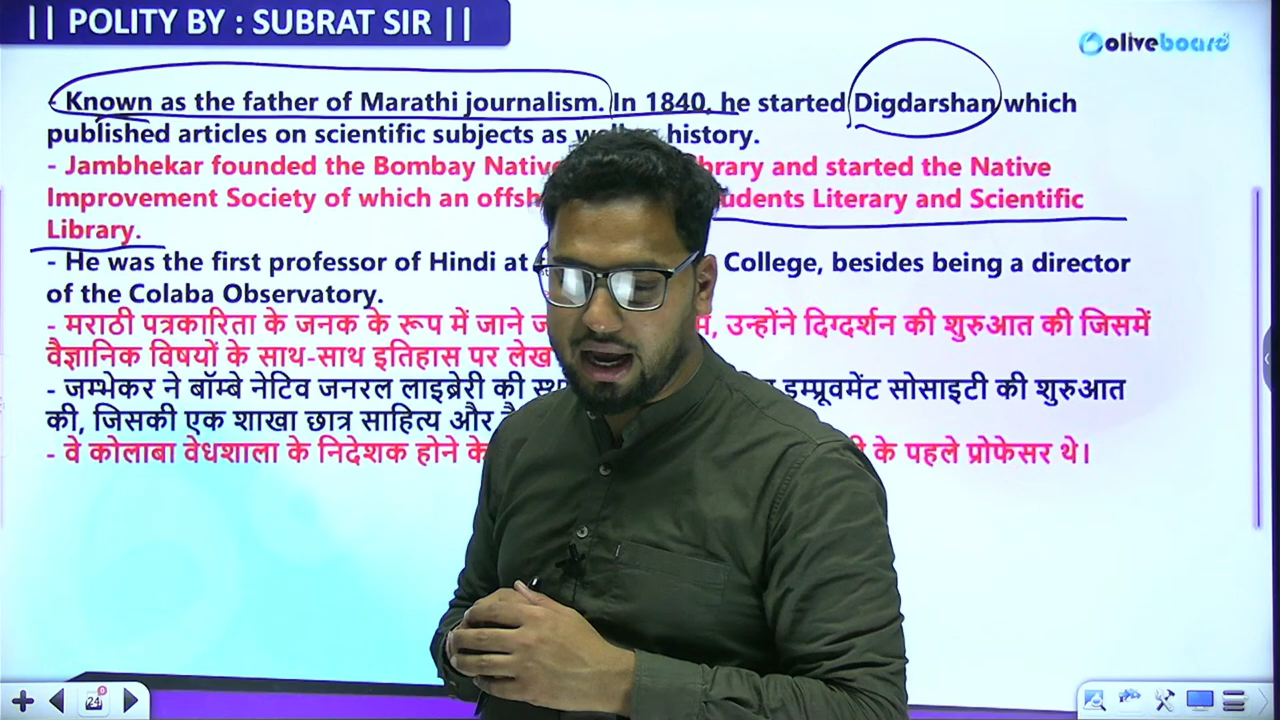 || POLITY BY : SUBRAT SIR ||
oliveboard
- Known as the father of Marathi journalism. In 1840, he started Digdarshan which
published articles on scientific subjects as well history.
- Jambhekar founded the Bombay Native and started the Native
Improvement Society of which an Literary and Scientific
Library.
- He was the first professor of Hindi at College, besides being a director
of the Colaba Observatory.
- मराठी पत्रकारिता के जनक के रूप में जाने उन्होंने दिग्दर्शन की शुरुआत की जिसमें
वैज्ञानिक विषयों के साथ-साथ इतिहास पर
- जम्भेकर ने बॉम्बे नेटिव जनरल लाइब्रेरी की इम्प्रूवमेंट सोसाइटी की शुरुआत
की, जिसकी एक शाखा छात्र साहित्य और
- वे कोलाबा वेधशाला के निदेशक होने के के पहले प्रोफेसर थे।
24